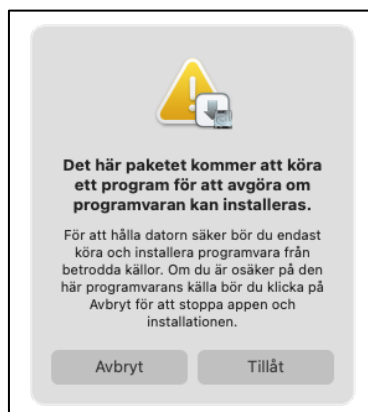 Det här paketet kommer att köra
ett program för att avgöra om
programvaran kan installeras.
För att hålla datorn säker bör du endast
köra och installera programvara från
betrodda källor. Om du är osäker på den
här programvarans källa bör du klicka på
Avbryt för att stoppa appen och
installationen.
Avbryt Tillåt